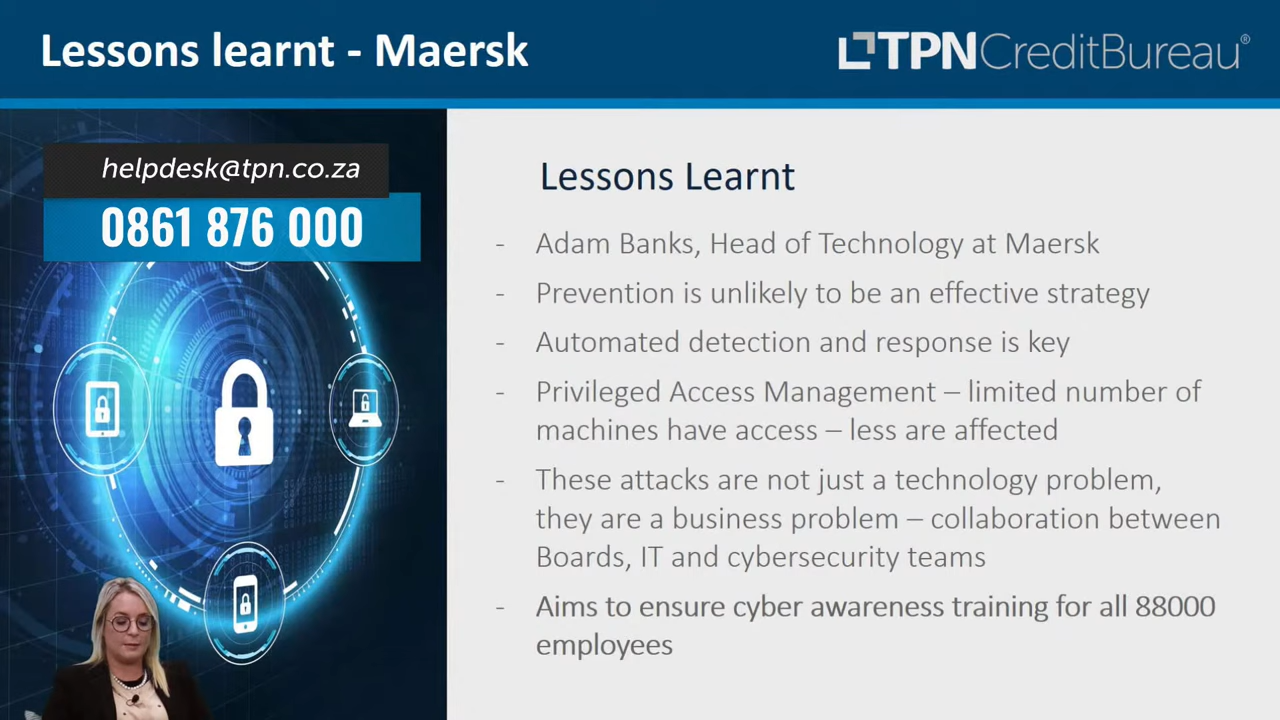 Lessons learnt - Maersk
TPNCreditBureau®
helpdesk@tpn.co.za
0861 876 000
Lessons Learnt
- Adam Banks, Head of Technology at Maersk
- Prevention is unlikely to be an effective strategy
- Automated detection and response is key
- Privileged Access Management – limited number of
machines have access – less are affected
- These attacks are not just a technology problem,
they are a business problem – collaboration between
Boards, IT and cybersecurity teams
- Aims to ensure cyber awareness training for all 88000
employees